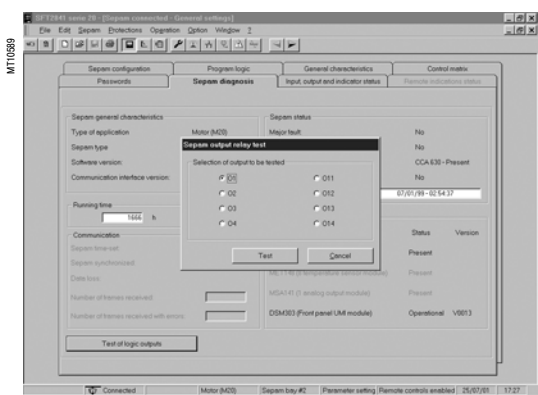 SFT2841 serie 20 - [Sepam connected - General settings]
File Edit Sepam Protections Operation Option Window ?
MT10589
Sepam configuration Program logic General characteristics Control matrix
Passwords Sepam diagnosis Input, output and indicator status Remote indications status
Sepam general characteristics
Type of application Motor (M20)
Sepam type
Software version:
Communication interface version:
Sepam status
Major fault: No
No
CCA 630 - Present
No
07/01/99 - 02:54:37
Sepam output relay test
Selection of output to be tested
O1 O11
O2 O12
O3 O13
O4 O14
Test Cancel
Running time
1666 h
Communication
Sepam time-set:
Sepam synchronized:
Data loss:
Number of frames received:
Number of frames received with errors:
Status Version
Present
MET148 (8 temperature sensor module) Present
MSA141 (1 analog output module) Present
DSM303 (Front panel UMI module) Operational V0013
Test of logic outputs
Connected Motor (M20) Sepam bay #2 Parameter setting Remote controls enabled 25/07/01 17:27